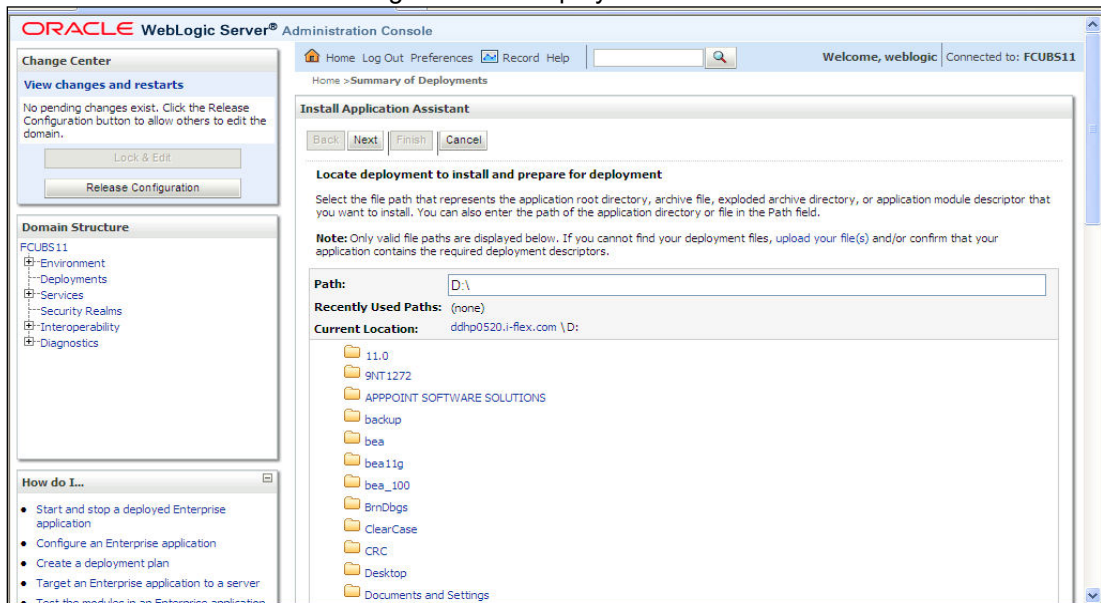 ORACLE WebLogic Server® Administration Console
Change Center
View changes and restarts
No pending changes exist. Click the Release
Configuration button to allow others to edit the
domain.
Lock & Edit
Release Configuration
Domain Structure
FCUBS11
Environment
Deployments
Services
Security Realms
Interoperability
Diagnostics
How do I...
Start and stop a deployed Enterprise
application
Configure an Enterprise application
Create a deployment plan
Target an Enterprise application to a server
Test the modules in an Enterprise application
Home Log Out Preferences Record Help
Welcome, weblogic Connected to: FCUBS11
Home >Summary of Deployments
Install Application Assistant
Back Next Finish Cancel
Locate deployment to install and prepare for deployment
Select the file path that represents the application root directory, archive file, exploded archive directory, or application module descriptor that
you want to install. You can also enter the path of the application directory or file in the Path field.
Note: Only valid file paths are displayed below. If you cannot find your deployment files, upload your file(s) and/or confirm that your
application contains the required deployment descriptors.
Path: D:\
Recently Used Paths: (none)
Current Location: ddhp0520.i-flex.com \ D:
11.0
9NT1272
APPPOINT SOFTWARE SOLUTIONS
backup
bea
bea11g
bea_100
BrnDbgs
ClearCase
CRC
Desktop
Documents and Settings